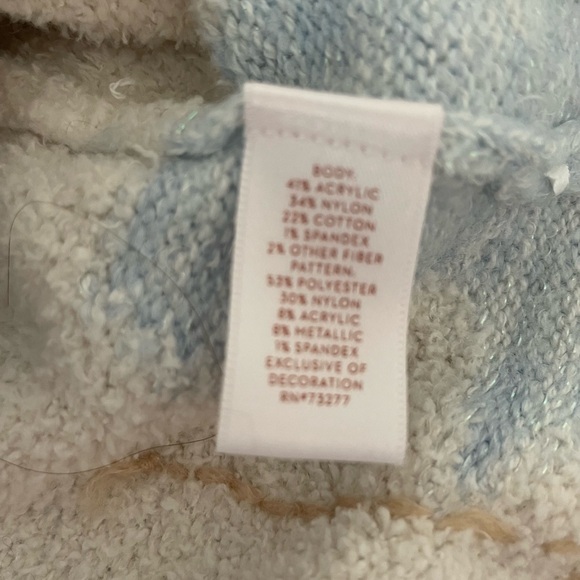 BODY:
41% ACRYLIC
34% NYLON
22% COTTON
1% SPANDEX
2% OTHER FIBER
PATTERN:
53% POLYESTER
30% NYLON
8% ACRYLIC
8% METALLIC
1% SPANDEX
EXCLUSIVE OF
DECORATION
RN#73277